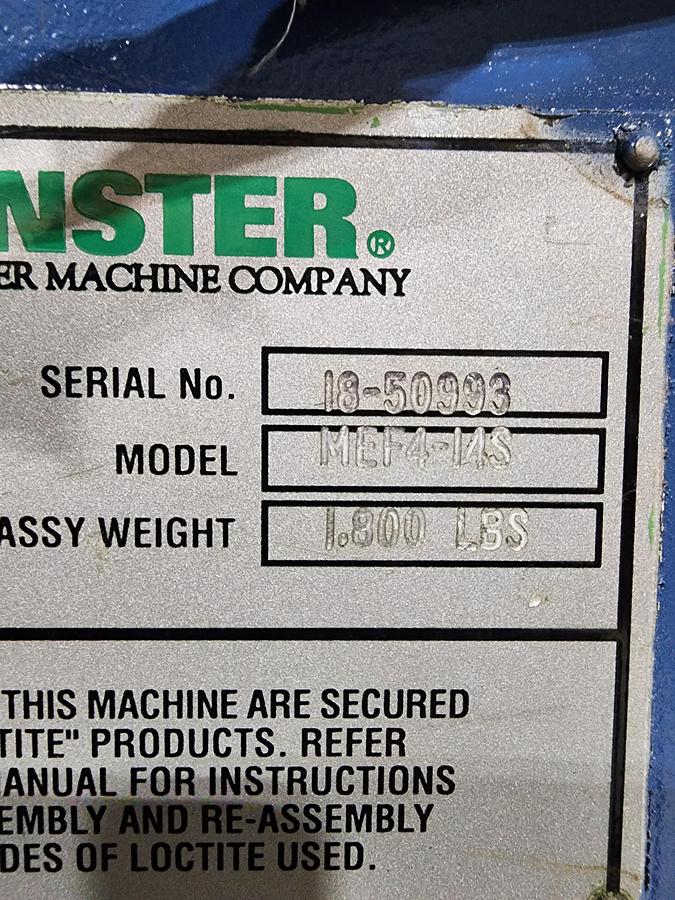 NSTER®
ER MACHINE COMPANY
SERIAL No. 18-50993
MODEL MEF4-14S
ASSY WEIGHT 1.800 LBS
THIS MACHINE ARE SECURED
TITE" PRODUCTS. REFER
ANUAL FOR INSTRUCTIONS
EMBLY AND RE-ASSEMBLY
DES OF LOCTITE USED.